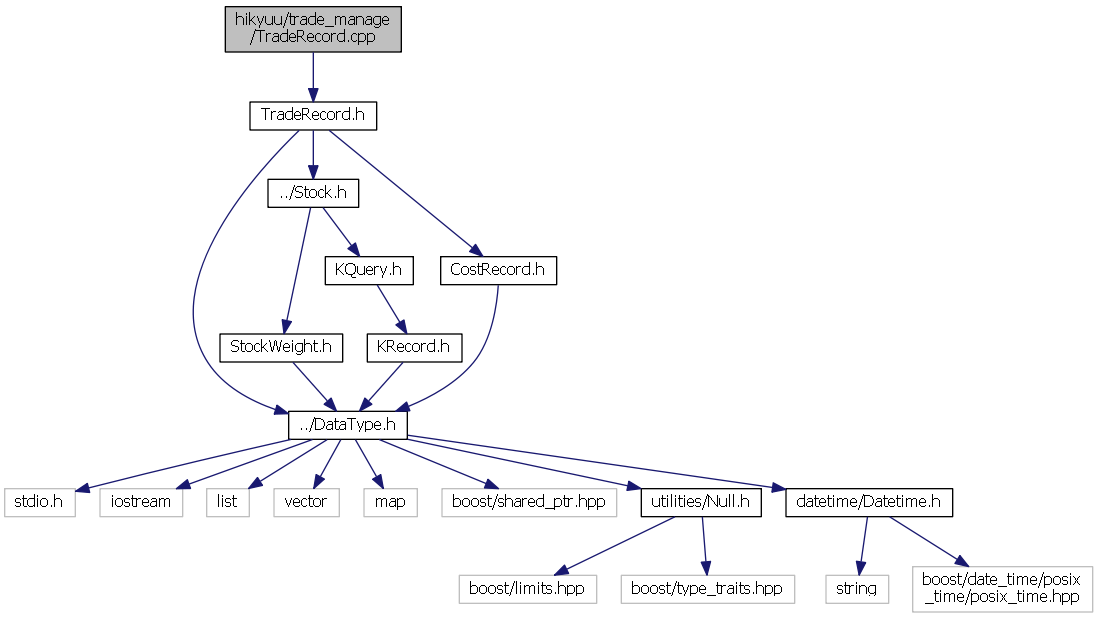 hikyuu/trade_manage
/TradeRecord.cpp
TradeRecord.h
../Stock.h
KQuery.h
CostRecord.h
StockWeight.h
KRecord.h
../DataType.h
stdio.h
iostream
list
vector
map
boost/shared_ptr.hpp
utilities/Null.h
datetime/Datetime.h
boost/limits.hpp
boost/type_traits.hpp
string
boost/date_time/posix
_time/posix_time.hpp